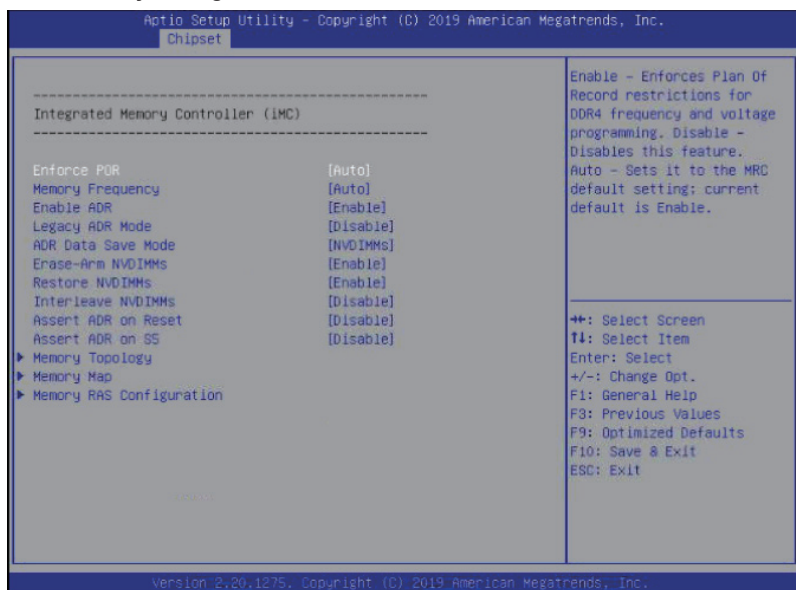 Aptio Setup Utility – Copyright (C) 2019 American Megatrends, Inc.
Chipset
------------------------------------------------
Integrated Memory Controller (iMC)
------------------------------------------------
Enforce POR [Auto]
Memory Frequency [Auto]
Enable ADR [Enable]
Legacy ADR Mode [Disable]
ADR Data Save Mode [NVDIMMs]
Erase-Arm NVDIMMs [Enable]
Restore NVDIMMs [Enable]
Interleave NVDIMMs [Disable]
Assert ADR on Reset [Disable]
Assert ADR on S5 [Disable]
Memory Topology
Memory Map
Memory RAS Configuration
Enable – Enforces Plan Of
Record restrictions for
DDR4 frequency and voltage
programming. Disable –
Disables this feature.
Auto – Sets it to the MRC
default setting; current
default is Enable.
→←: Select Screen
↑↓: Select Item
Enter: Select
+/-: Change Opt.
F1: General Help
F3: Previous Values
F9: Optimized Defaults
F10: Save & Exit
ESC: Exit
Version 2.20.1275. Copyright (C) 2019 American Megatrends, Inc.